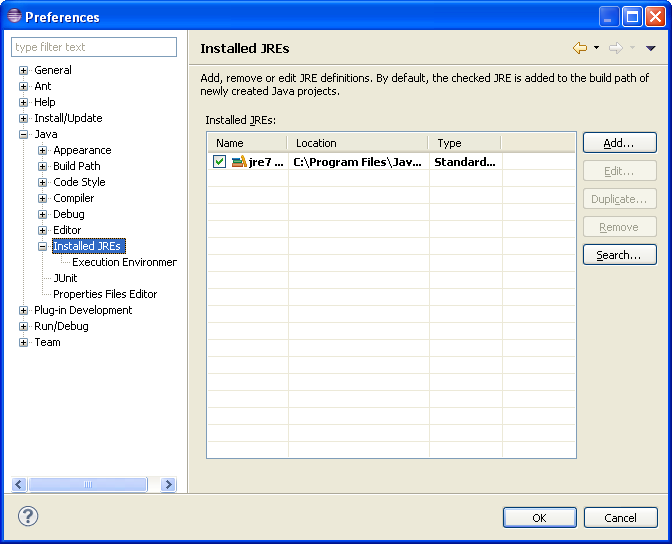 Preferences
type filter text
General
Ant
Help
Install/Update
Java
Appearance
Build Path
Code Style
Compiler
Debug
Editor
Installed JREs
Execution Environmer
JUnit
Properties Files Editor
Plug-in Development
Run/Debug
Team
Installed JREs
Add, remove or edit JRE definitions. By default, the checked JRE is added to the build path of
newly created Java projects.
Installed JREs:
Name Location Type
jre7 ... C:\Program Files\Jav... Standard...
Add...
Edit...
Duplicate...
Remove
Search...
? OK Cancel